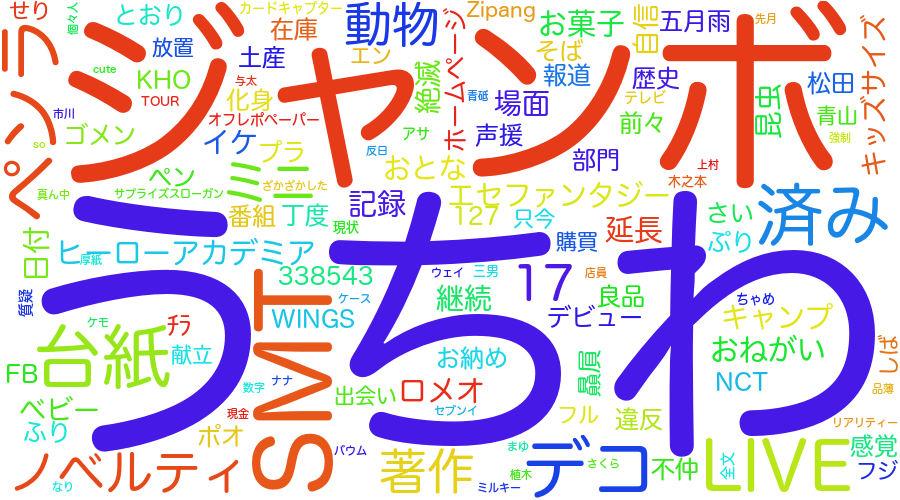 せり
とおり
カードキャプター
在庫
動物
Zipang
お菓子
自信
五月雨
先月
個々人
放置
土産
エン
そば
報道
歴史
松田
キッズサイズ
ペンラ
ジャンボ
cute
KHO
与太
絶滅
ホームページ
青砥
場面
テレビ
昆虫
青山
市川
TOUR
化身
オフレポペーパー
アサ
声援
前々
強制
so
ゴメン
イケ
プラ
反日
おとな
部門
上村
木之本
真ん中
ペン
サプライズスローガン
ミニ
ざかざかした
エセファンタジー
済み
番組
丁度
記録
127
只今
延長
さい
日付
現状
購買
ぷり
ヒーローアカデミア
厚紙
338543
ウェイ
三男
17
店員
良品
ちゃめ
質疑
うちわ
ケース
継続
デビュー
キャンプ
ケモ
ﾁﾗ
WINGS
台紙
献立
お納め
贔屓
おねがい
しば
FB
SMT
数字
ナナ
出会い
ロメオ
NCT
品薄
ベビー
現金
セブンイ
フル
違反
リアリティー
ふり
ポオ
バウム
まゆ
デコ
LIVE
感覚
ノベルティ
著作
さくら
不仲
全文
フジ
なり
植木
ミルキー